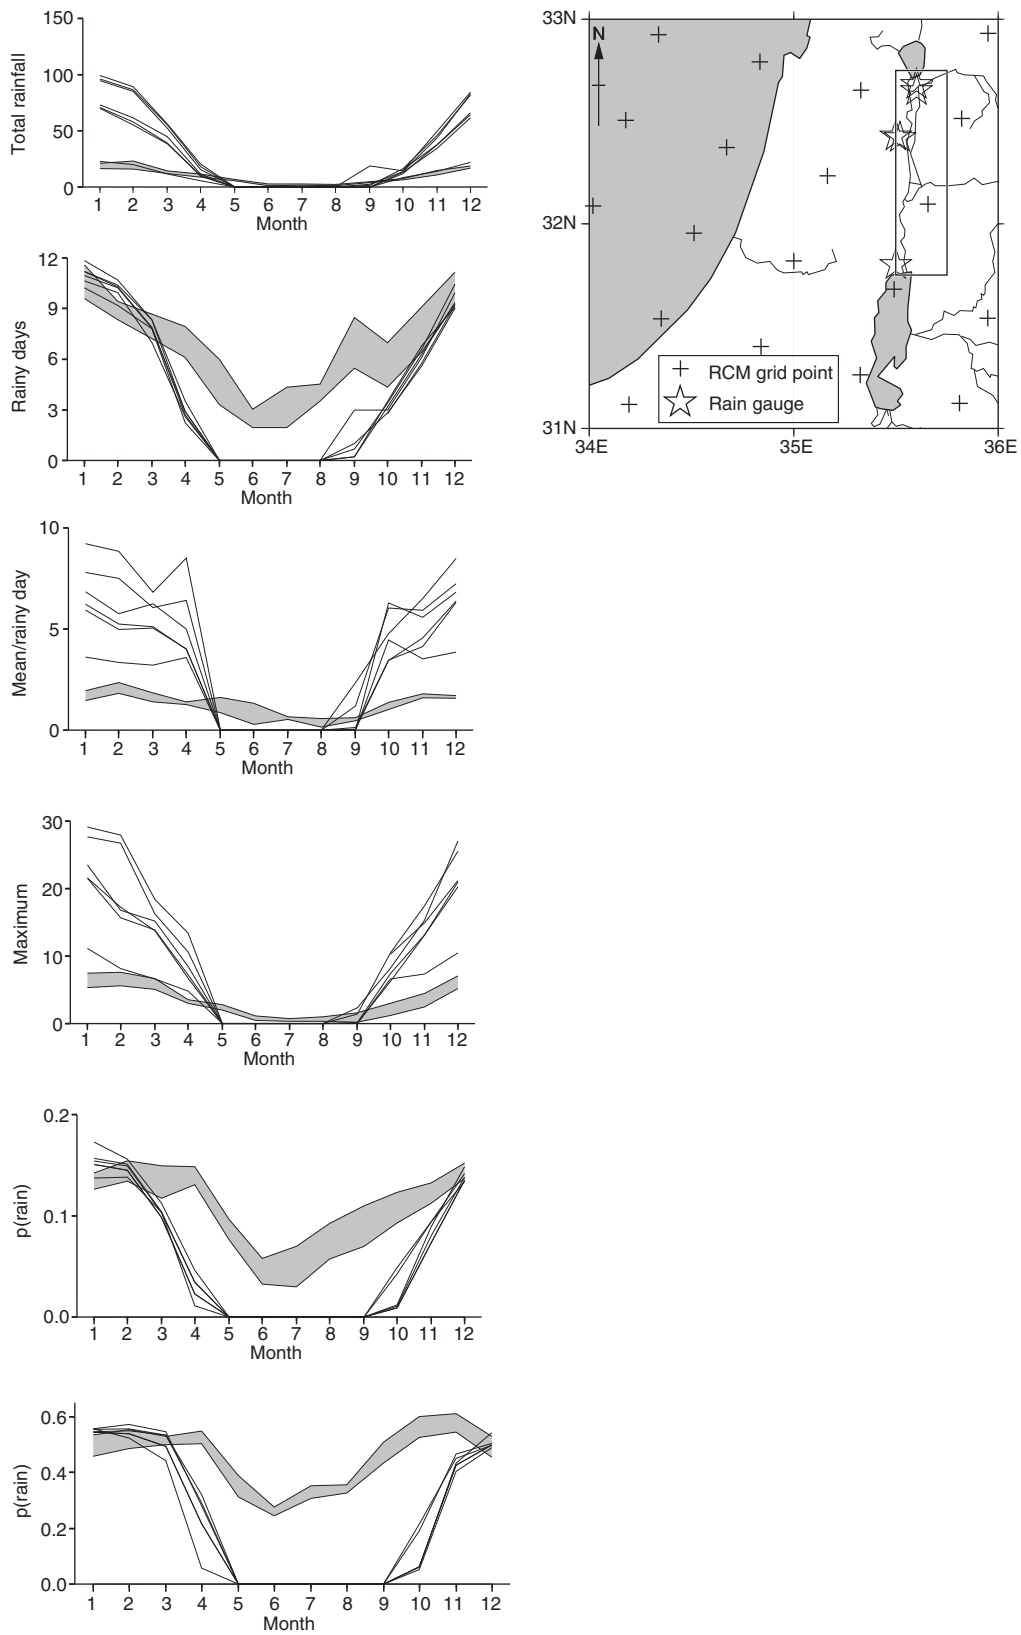 Total rainfall
150
100
50
0
1 2 3 4 5 6 7 8 9 10 11 12
Month
Rainy days
12
9
6
3
0
1 2 3 4 5 6 7 8 9 10 11 12
Month
Mean/rainy day
10
5
0
1 2 3 4 5 6 7 8 9 10 11 12
Month
Maximum
30
20
10
0
1 2 3 4 5 6 7 8 9 10 11 12
Month
p(rain)
0.2
0.1
0.0
1 2 3 4 5 6 7 8 9 10 11 12
Month
p(rain)
0.6
0.4
0.2
0.0
1 2 3 4 5 6 7 8 9 10 11 12
Month
33N
N
32N
RCM grid point
Rain gauge
31N
34E 35E 36E